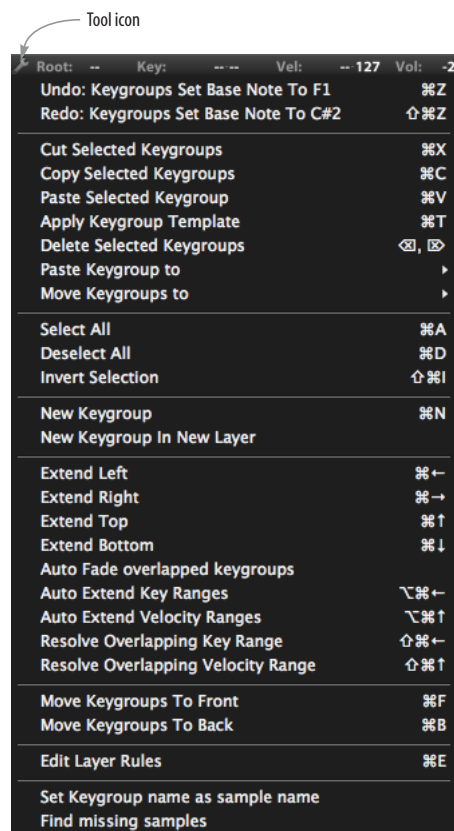 Tool icon
Root: -- Key: -- -- Vel: -- 127 Vol: -2
Undo: Keygroups Set Base Note To F1 ⌘Z
Redo: Keygroups Set Base Note To C#2 ⇧⌘Z
Cut Selected Keygroups ⌘X
Copy Selected Keygroups ⌘C
Paste Selected Keygroup ⌘V
Apply Keygroup Template ⌘T
Delete Selected Keygroups ⌫, ⌦
Paste Keygroup to
Move Keygroups to
Select All ⌘A
Deselect All ⌘D
Invert Selection ⇧⌘I
New Keygroup ⌘N
New Keygroup In New Layer
Extend Left ⌘←
Extend Right ⌘→
Extend Top ⌘↑
Extend Bottom ⌘↓
Auto Fade overlapped keygroups
Auto Extend Key Ranges ⌥⌘←
Auto Extend Velocity Ranges ⌥⌘↑
Resolve Overlapping Key Range ⇧⌘←
Resolve Overlapping Velocity Range ⇧⌘↑
Move Keygroups To Front ⌘F
Move Keygroups To Back ⌘B
Edit Layer Rules ⌘E
Set Keygroup name as sample name
Find missing samples